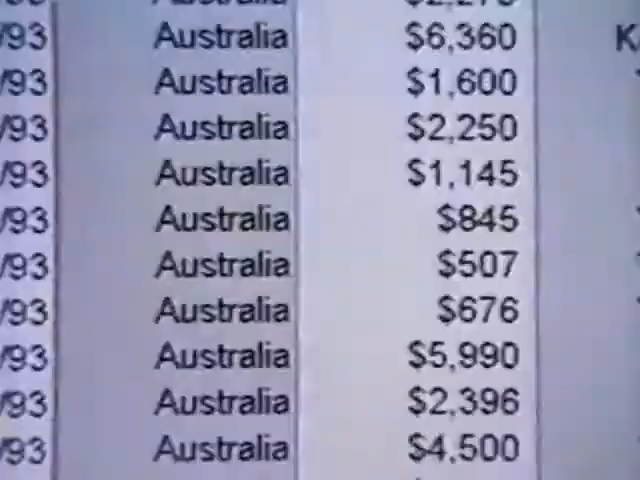 /93 Australia $6,360 K
/93 Australia $1,600
/93 Australia $2,250
/93 Australia $1,145
/93 Australia $845
/93 Australia $507
/93 Australia $676
/93 Australia $5,990
/93 Australia $2,396
/93 Australia $4,500